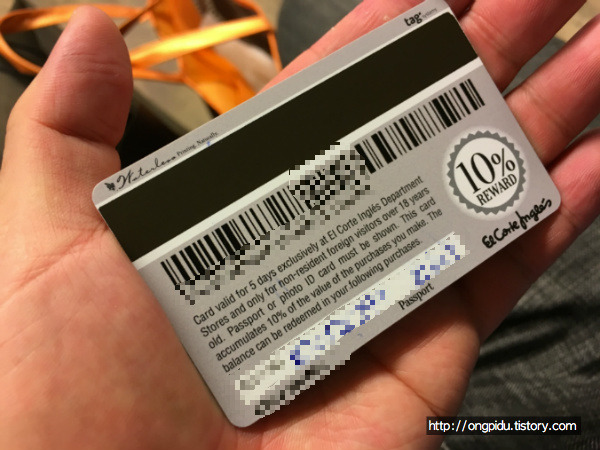 tag
Waterless Printing, Naturally.
Card valid for 5 days exclusively at El Corte Inglés Department
Stores and only for non-resident foreign visitors over 18 years
old. Passport or photo ID card must be shown. This card
accumulates 10% of the value of the purchases you make. The
balance can be redeemed in your following purchases.
10%
REWARD
El Corte Inglés
Passport
http://ongpidu.tistory.com